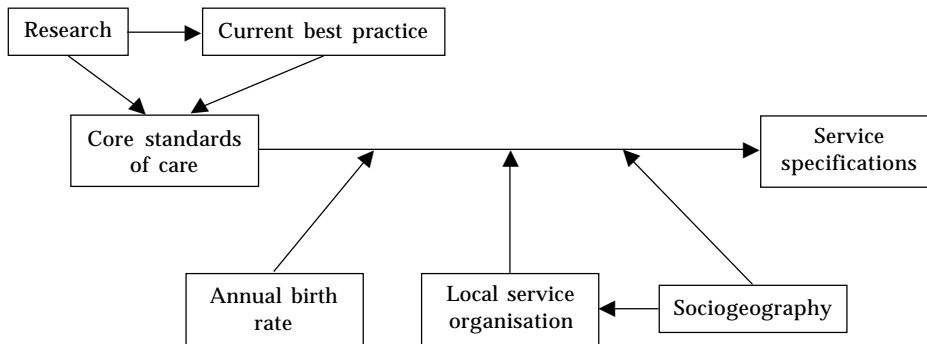 Research
Current best practice
Core standards
of care
Service
specifications
Annual birth
rate
Local service
organisation
Sociogeography